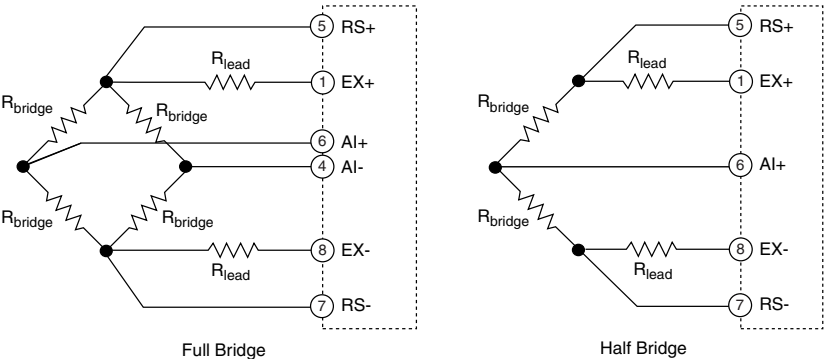 5 RS+
R_lead
1 EX+
R_bridge
R_bridge
6 AI+
4 AI-
R_bridge
R_bridge
8 EX-
R_lead
7 RS-
Full Bridge
5 RS+
R_lead
1 EX+
R_bridge
6 AI+
R_bridge
8 EX-
R_lead
7 RS-
Half Bridge